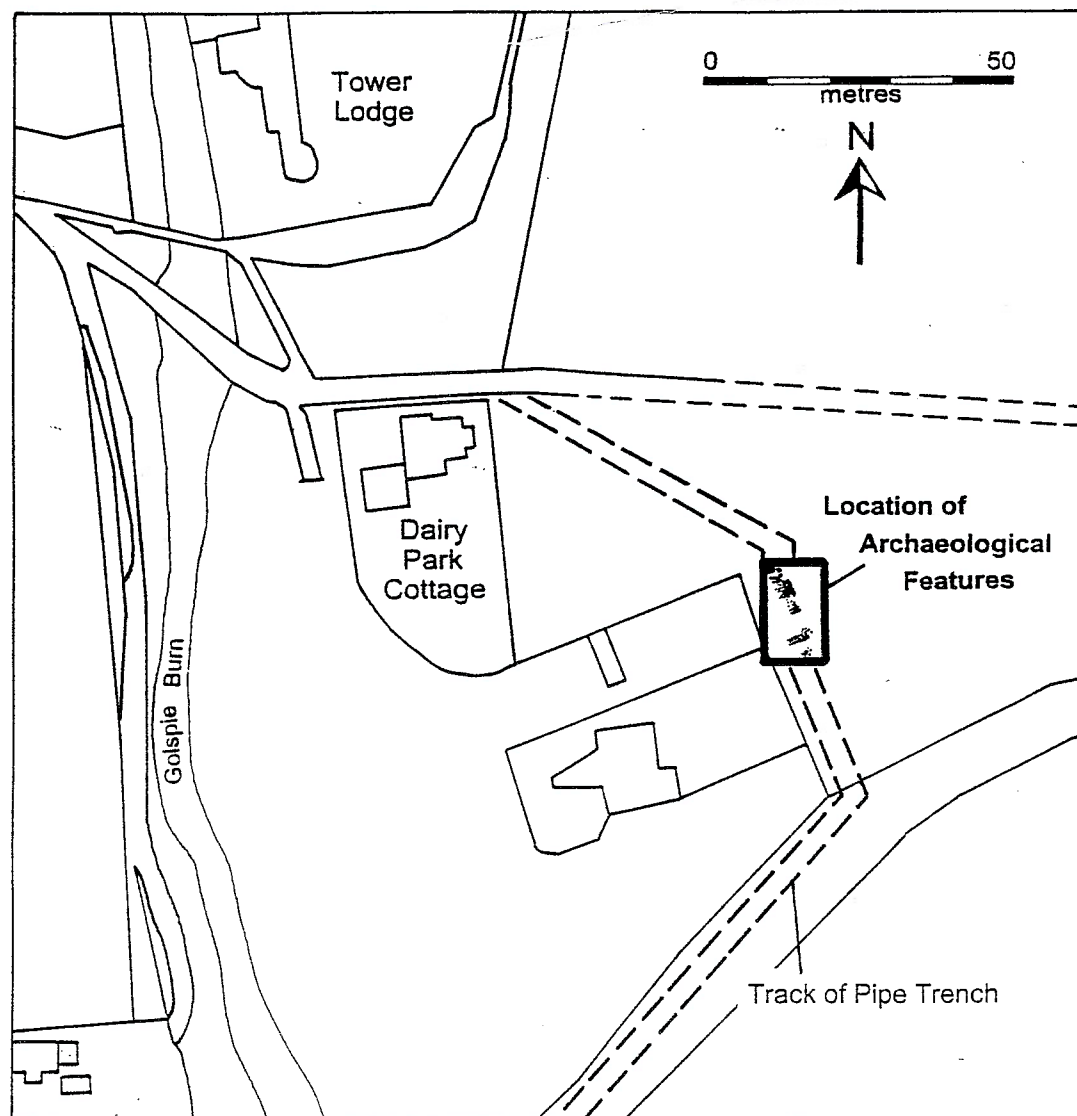 Tower
Lodge
0 50
metres
N
Location of
Archaeological
Features
Dairy
Park
Cottage
Golspie Burn
Track of Pipe Trench